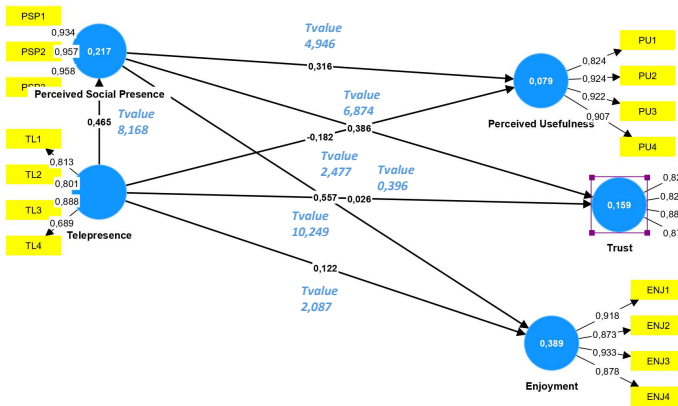 PSP1
0,934
PSP2
0,957
0,958
0,217
Perceived Social Presence
0,465
Tvalue
8,168
Tvalue
4,946
0,316
Tvalue
6,874
0,386
-0,182
Tvalue
2,477
Tvalue
0,396
0,557
0,026
Tvalue
10,249
0,122
Tvalue
2,087
TL1
0,813
TL2
0,801
TL3
0,888
0,689
TL4
Telepresence
0,079
Perceived Usefulness
0,824
PU1
0,924
PU2
0,922
PU3
0,907
PU4
0,159
Trust
0,389
Enjoyment
0,918
ENJ1
0,873
ENJ2
0,933
ENJ3
0,878
ENJ4